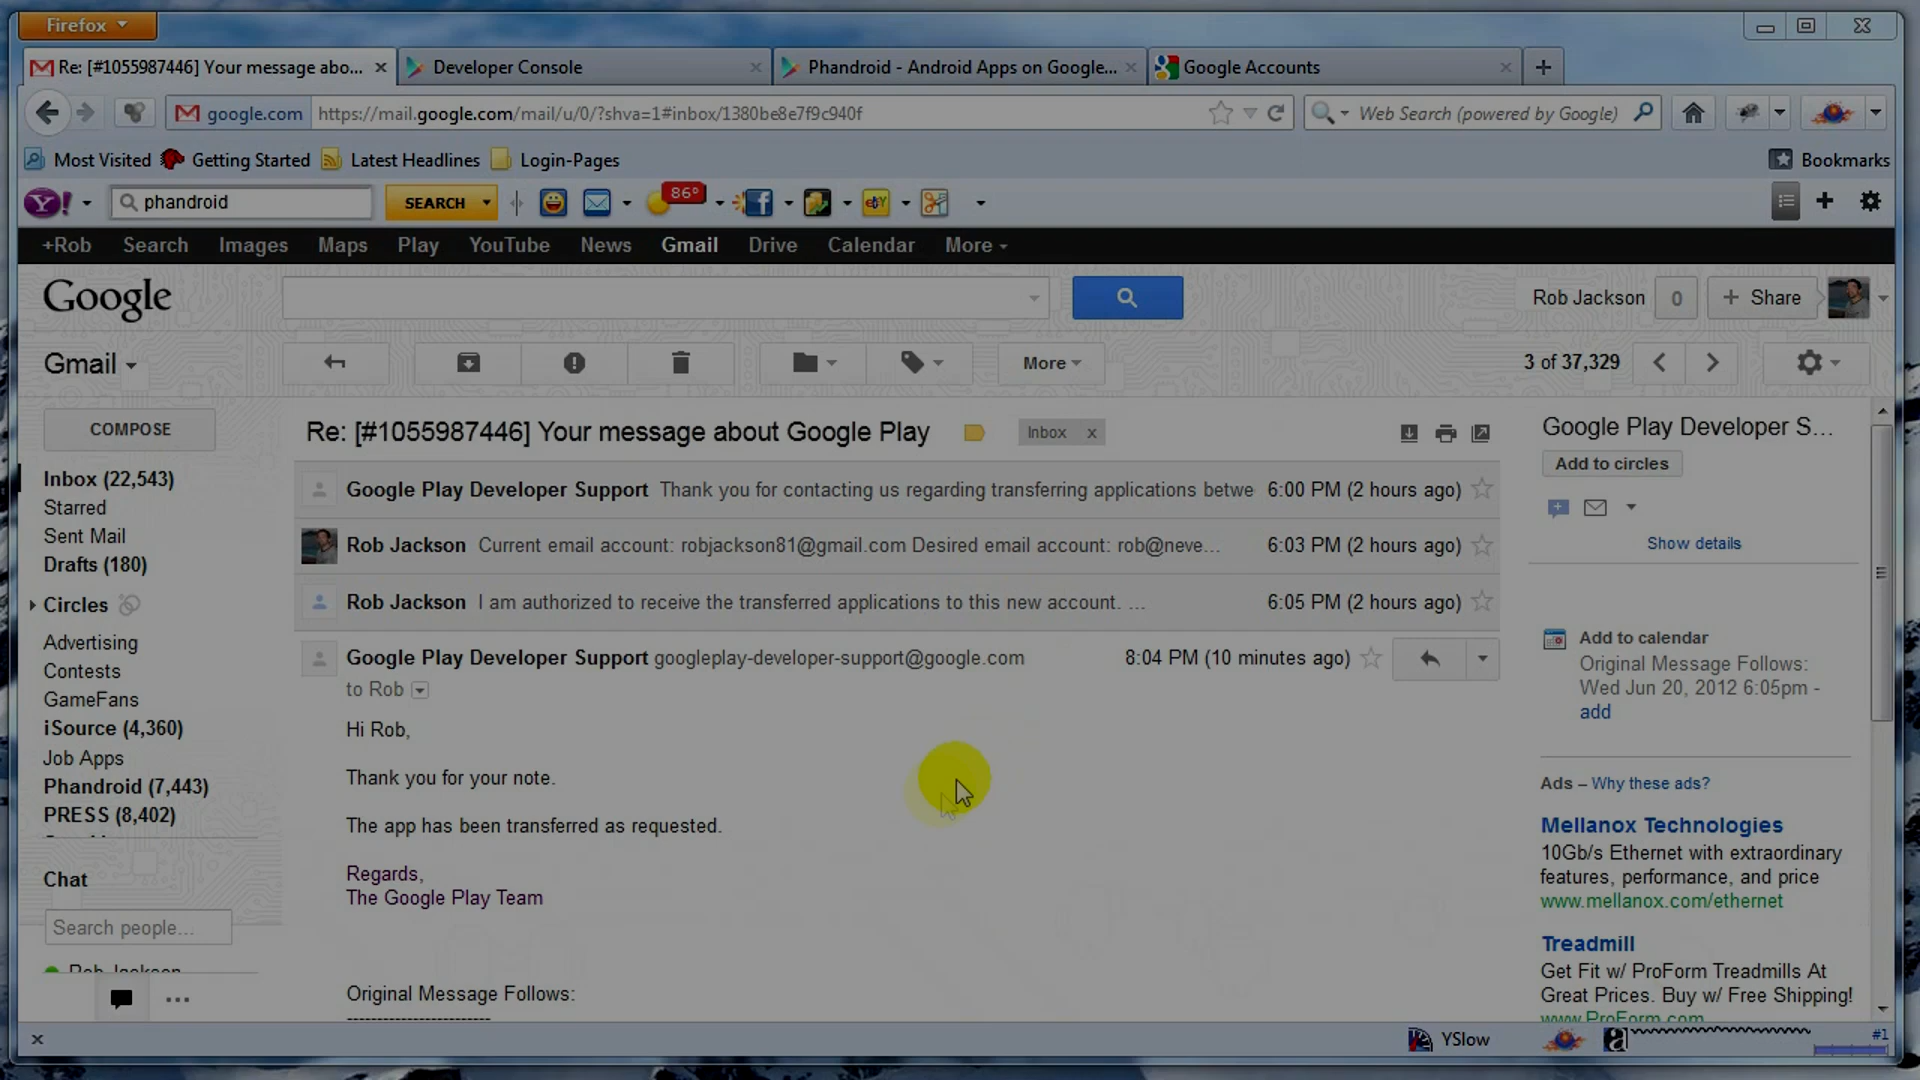 Firefox
Re: [#1055987446] Your message abo...
Developer Console
Phandroid - Android Apps on Google...
Google Accounts
google.com
https://mail.google.com/mail/u/0/?shva=1#inbox/1380be8e7f9c940f
Web Search (powered by Google)
Most Visited
Getting Started
Latest Headlines
Login-Pages
Bookmarks
Y!
phandroid
SEARCH
86°
+Rob
Search
Images
Maps
Play
YouTube
News
Gmail
Drive
Calendar
More
Google
Rob Jackson
0
+ Share
Gmail
More
3 of 37,329
COMPOSE
Inbox (22,543)
Starred
Sent Mail
Drafts (180)
Circles
Advertising
Contests
GameFans
iSource (4,360)
Job Apps
Phandroid (7,443)
PRESS (8,402)
Chat
Search people...
Rob Jackson
Re: [#1055987446] Your message about Google Play
Inbox x
Google Play Developer Support Thank you for contacting us regarding transferring applications betwe 6:00 PM (2 hours ago)
Rob Jackson Current email account: robjackson81@gmail.com Desired email account: rob@neve... 6:03 PM (2 hours ago)
Rob Jackson I am authorized to receive the transferred applications to this new account. ... 6:05 PM (2 hours ago)
Google Play Developer Support googleplay-developer-support@google.com 8:04 PM (10 minutes ago)
to Rob
Hi Rob,
Thank you for your note.
The app has been transferred as requested.
Regards,
The Google Play Team
Original Message Follows:
------------------------
Google Play Developer S...
Add to circles
Show details
Add to calendar
Original Message Follows:
Wed Jun 20, 2012 6:05pm -
add
Ads – Why these ads?
Mellanox Technologies
10Gb/s Ethernet with extraordinary
features, performance, and price
www.mellanox.com/ethernet
Treadmill
Get Fit w/ ProForm Treadmills At
Great Prices. Buy w/ Free Shipping!
www.ProForm.com
YSlow
a
#1